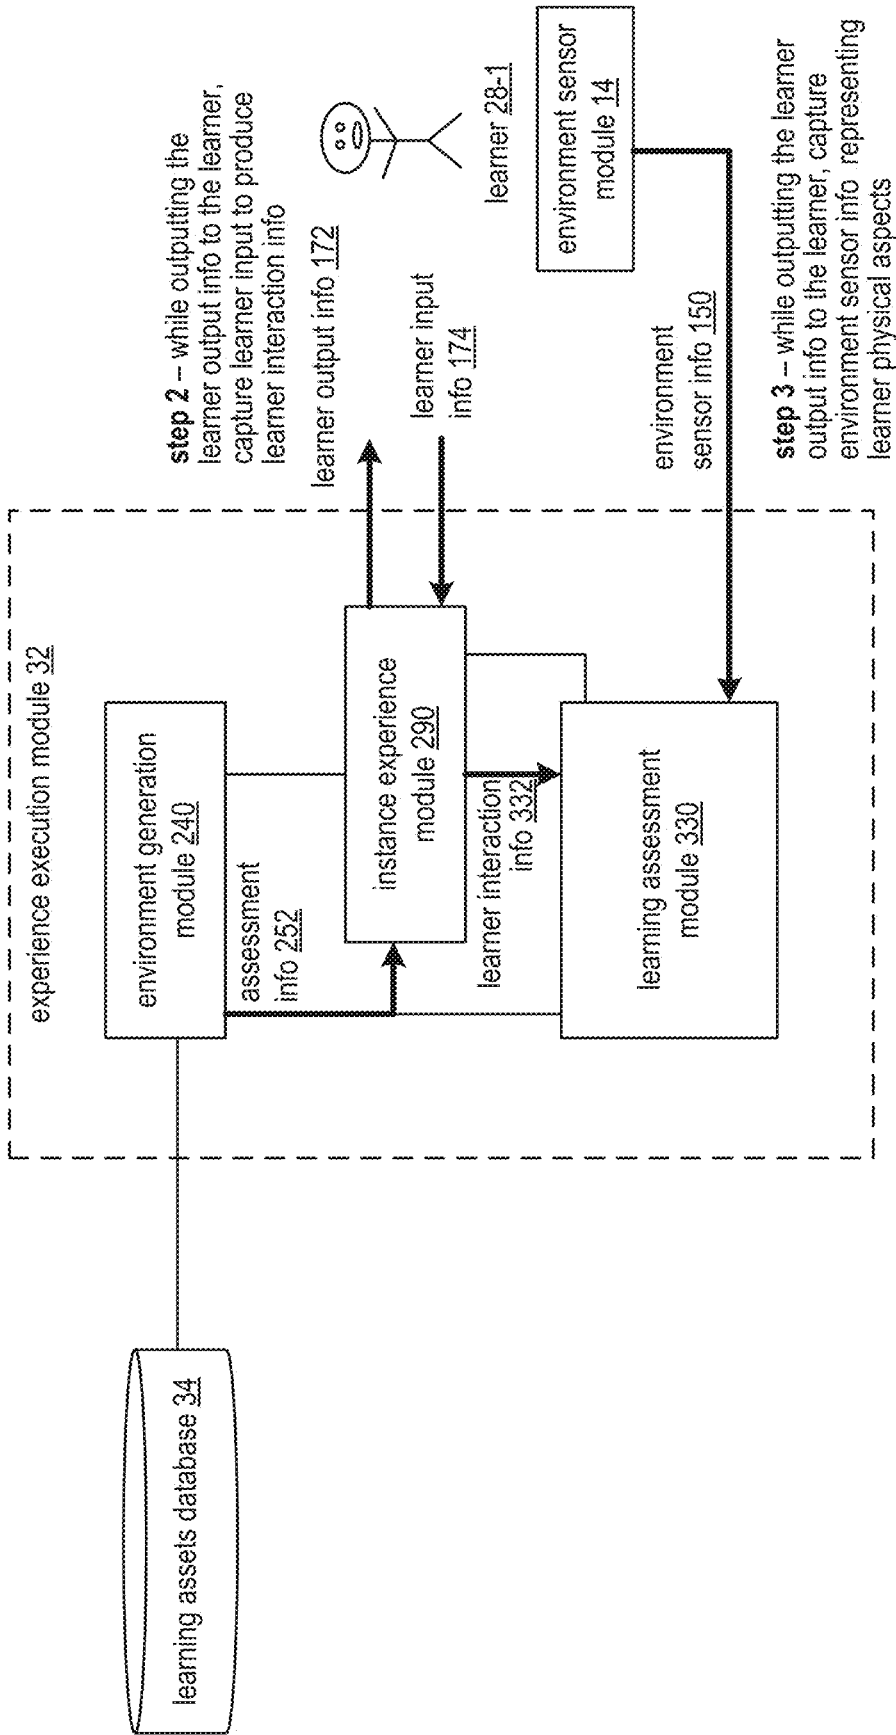 learning assets database 34
experience execution module 32
environment generation
module 240
assessment
info 252
instance experience
module 290
learner interaction
info 332
learning assessment
module 330
step 2 – while outputting the
learner output info to the learner,
capture learner input to produce
learner interaction info
learner output info 172
learner input
info 174
learner 28-1
environment sensor
module 14
environment
sensor info 150
step 3 – while outputting the learner
output info to the learner, capture
environment sensor info representing
learner physical aspects